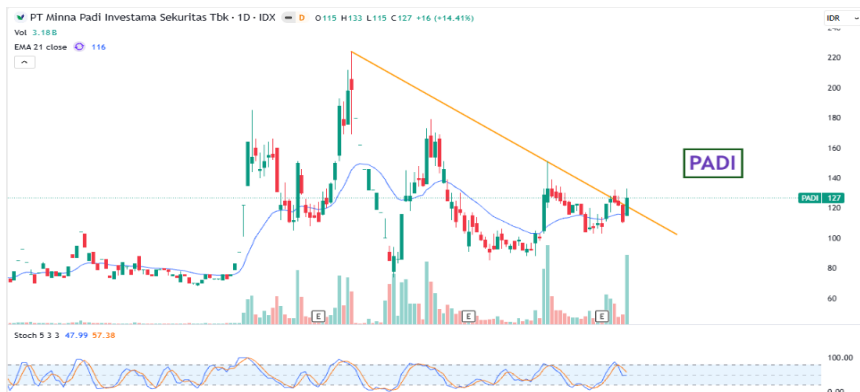 PT Minna Padi Investama Sekuritas Tbk · 1D · IDX D O115 H133 L115 C127 +16 (+14.41%) IDR
Vol 3.18B
EMA 21 close 116
220
200
180
160
PADI
140
PADI 127
120
100
80
60
E E E
Stoch 5 3 3 47.99 57.38
100.00